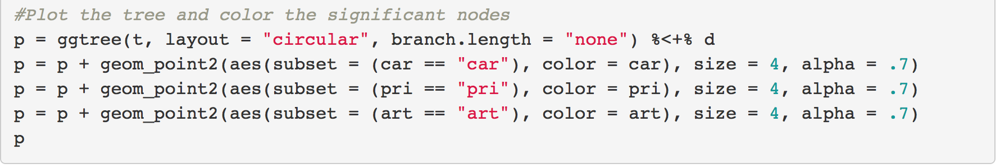 #Plot the tree and color the significant nodes
p = ggtree(t, layout = "circular", branch.length = "none") %<+% d
p = p + geom_point2(aes(subset = (car == "car"), color = car), size = 4, alpha = .7)
p = p + geom_point2(aes(subset = (pri == "pri"), color = pri), size = 4, alpha = .7)
p = p + geom_point2(aes(subset = (art == "art"), color = art), size = 4, alpha = .7)
p